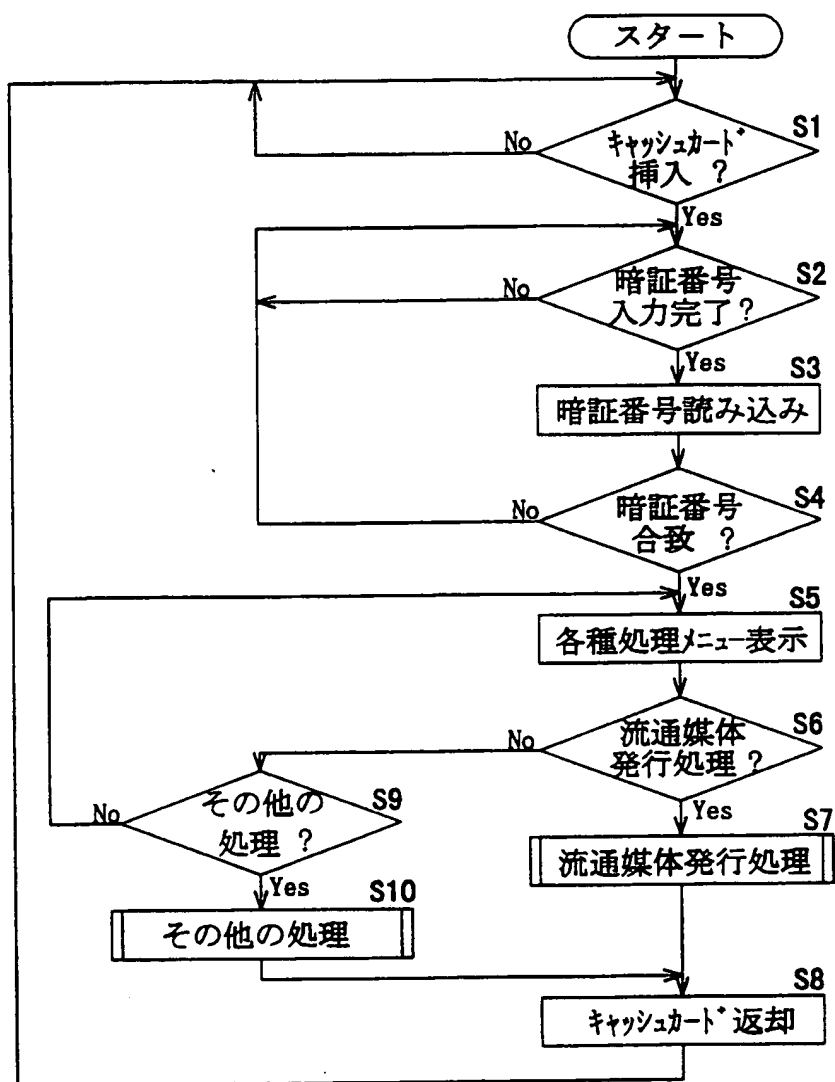 スタート
S1
キャッシュカード
挿入 ?
No
Yes
S2
暗証番号
入力完了?
No
Yes
S3
暗証番号読み込み
S4
暗証番号
合致 ?
No
Yes
S5
各種処理メニュー表示
S6
流通媒体
発行処理?
No
Yes
S9
その他の
処理 ?
No
Yes
S7
流通媒体発行処理
S10
その他の処理
S8
キャッシュカード返却